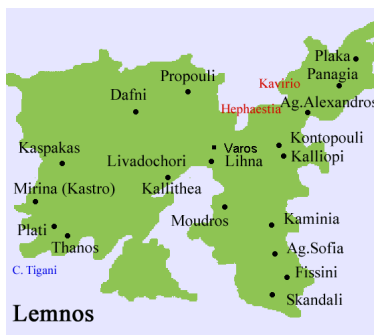 Plaka
Panagia
Propouli
Kavirio
Dafni
Hephaestia
Ag.Alexandros
Kontopouli
Varos
Kaspakas
Livadochori
Lihna
Kalliopi
Mirina (Kastro)
Kallithea
Moudros
Kaminia
Plati
Thanos
Ag.Sofia
C. Tigani
Fissini
Skandali
Lemnos